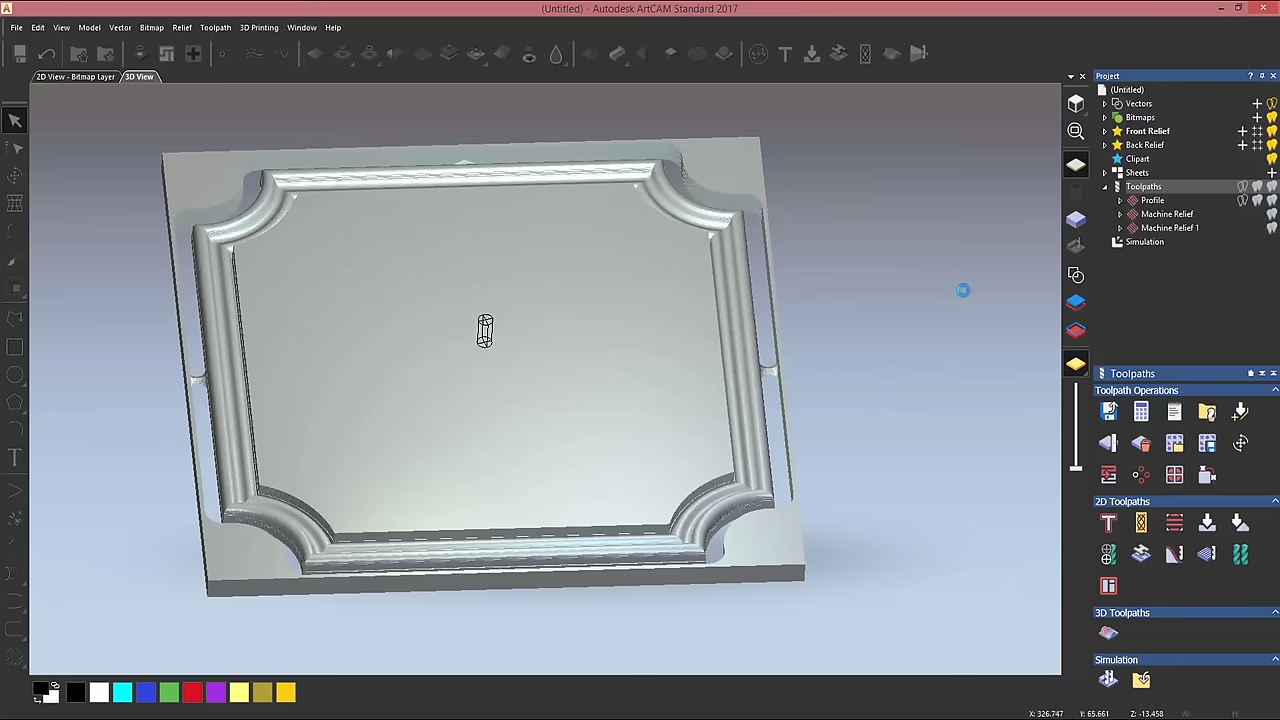 (Untitled) - Autodesk ArtCAM Standard 2017
File Edit View Model Vector Bitmap Relief Toolpath 3D Printing Window Help
2D View - Bitmap Layer 3D View
Project
(Untitled)
Vectors
Bitmaps
Front Relief
Back Relief
Clipart
Sheets
Toolpaths
Profile
Machine Relief
Machine Relief 1
Simulation
Toolpaths
Toolpath Operations
2D Toolpaths
3D Toolpaths
Simulation
X: 326.747 Y: 65.661 Z: -13.458 W: H: